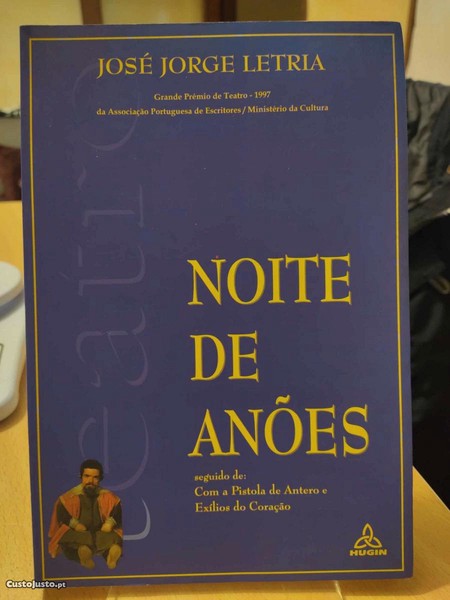 JOSÉ JORGE LETRIA
Grande Prémio de Teatro - 1997
da Associação Portuguesa de Escritores / Ministério da Cultura
teatro
NOITE
DE
ANÕES
seguido de:
Com a Pistola de Antero e
Exílios do Coração
HUGIN
CustoJusto.pt